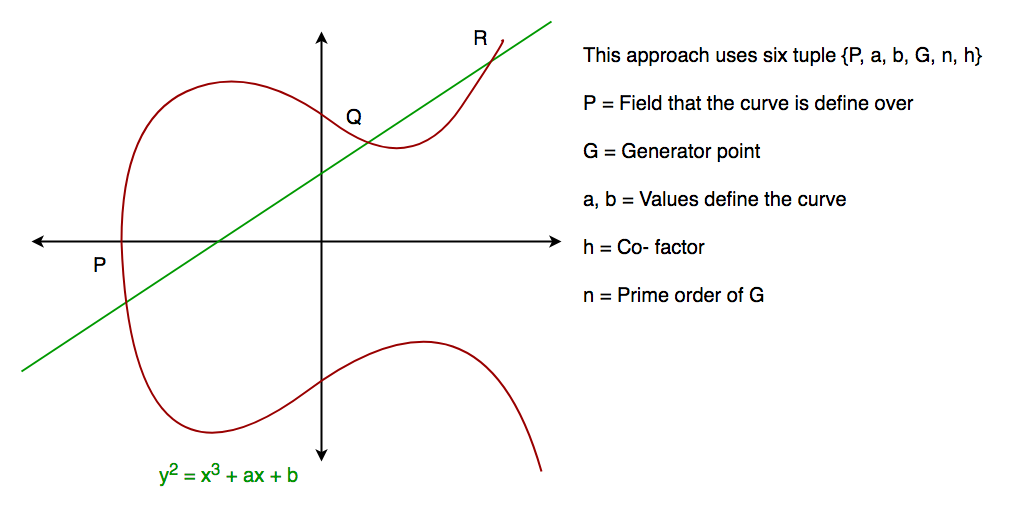 R
Q
P
y² = x³ + ax + b
This approach uses six tuple {P, a, b, G, n, h}
P = Field that the curve is define over
G = Generator point
a, b = Values define the curve
h = Co- factor
n = Prime order of G